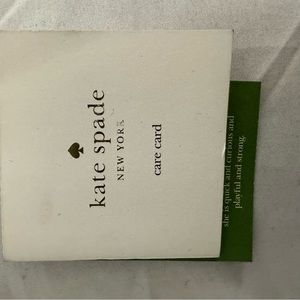 kate spade
NEW YORK
care card
she is quick and curious and
playful and strong.